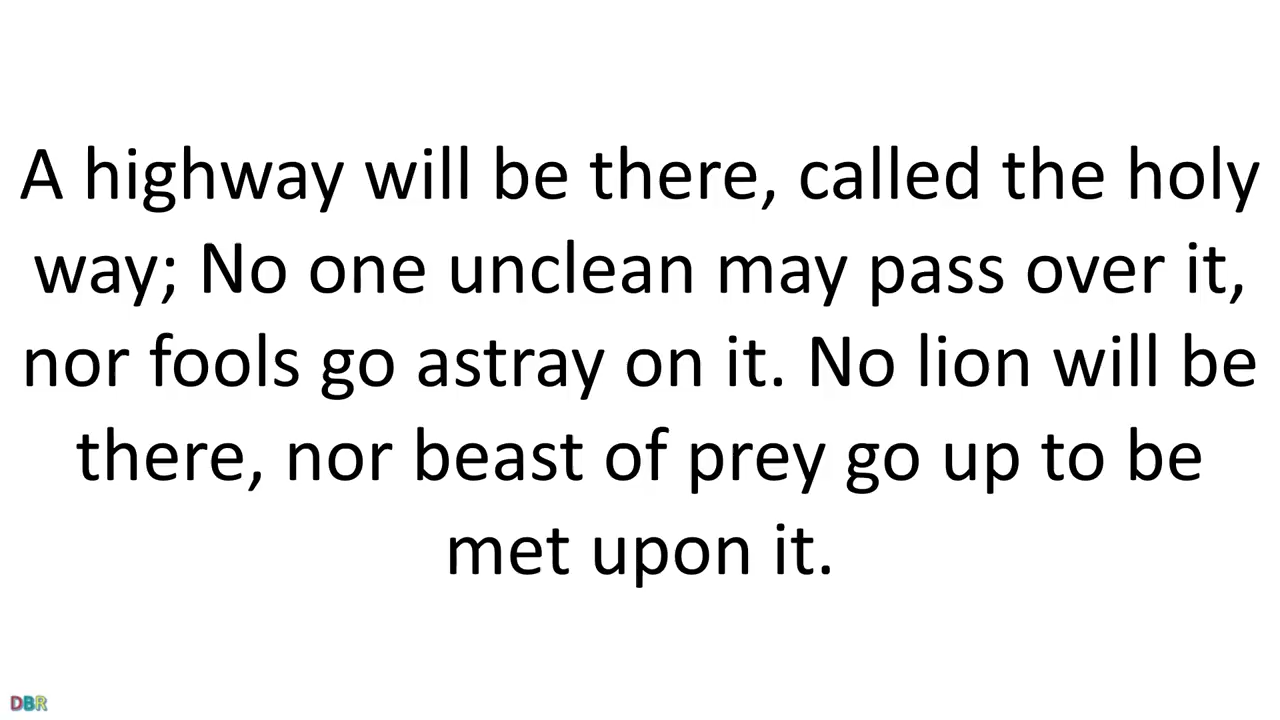 A highway will be there, called the holy
way; No one unclean may pass over it,
nor fools go astray on it. No lion will be
there, nor beast of prey go up to be
met upon it.
DBR